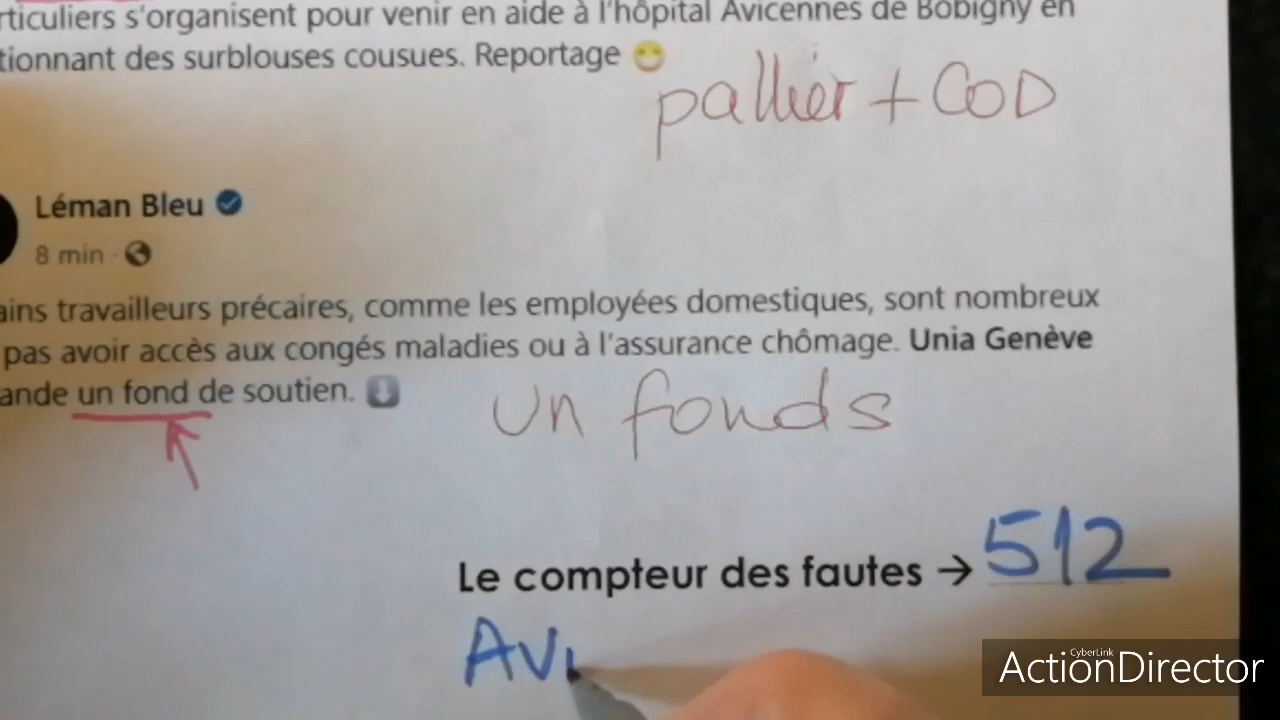 rticuliers s'organisent pour venir en aide à l'hôpital Avicennes de Bobigny en
tionnant des surblouses cousues. Reportage
pallier + COD
Léman Bleu
8 min ·
ains travailleurs précaires, comme les employées domestiques, sont nombreux
pas avoir accès aux congés maladies ou à l'assurance chômage. Unia Genève
ande un fond de soutien.
un fonds
Le compteur des fautes → 512
Avi
CyberLink
ActionDirector